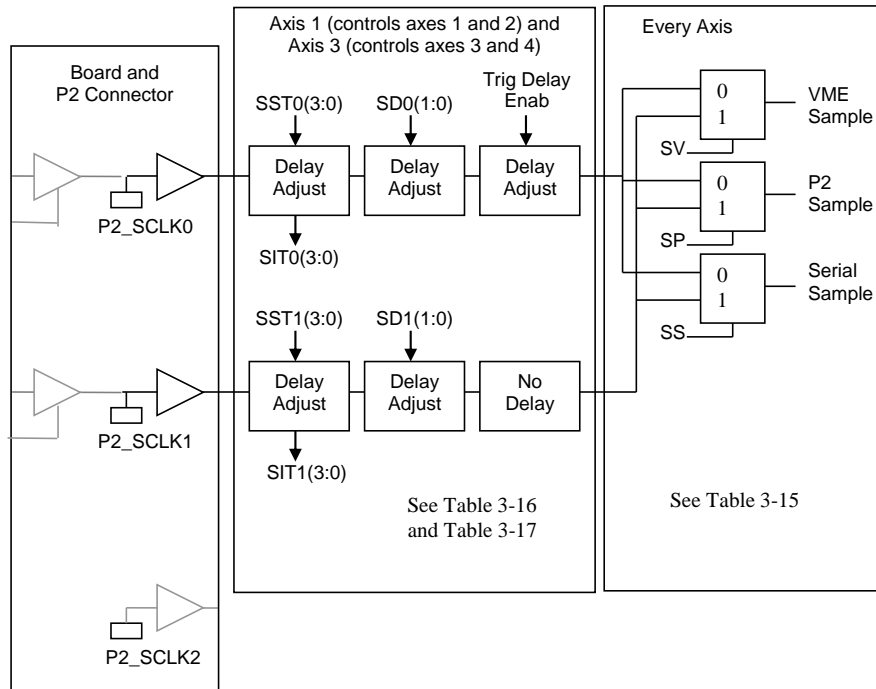 Board and
P2 Connector
P2_SCLK0
P2_SCLK1
P2_SCLK2
Axis 1 (controls axes 1 and 2) and
Axis 3 (controls axes 3 and 4)
SST0(3:0)
SD0(1:0)
Trig Delay
Enab
Delay
Adjust
Delay
Adjust
Delay
Adjust
SIT0(3:0)
SST1(3:0)
SD1(1:0)
Delay
Adjust
Delay
Adjust
No
Delay
SIT1(3:0)
See Table 3-16
and Table 3-17
Every Axis
0
1
SV
VME
Sample
0
1
SP
P2
Sample
0
1
SS
Serial
Sample
See Table 3-15